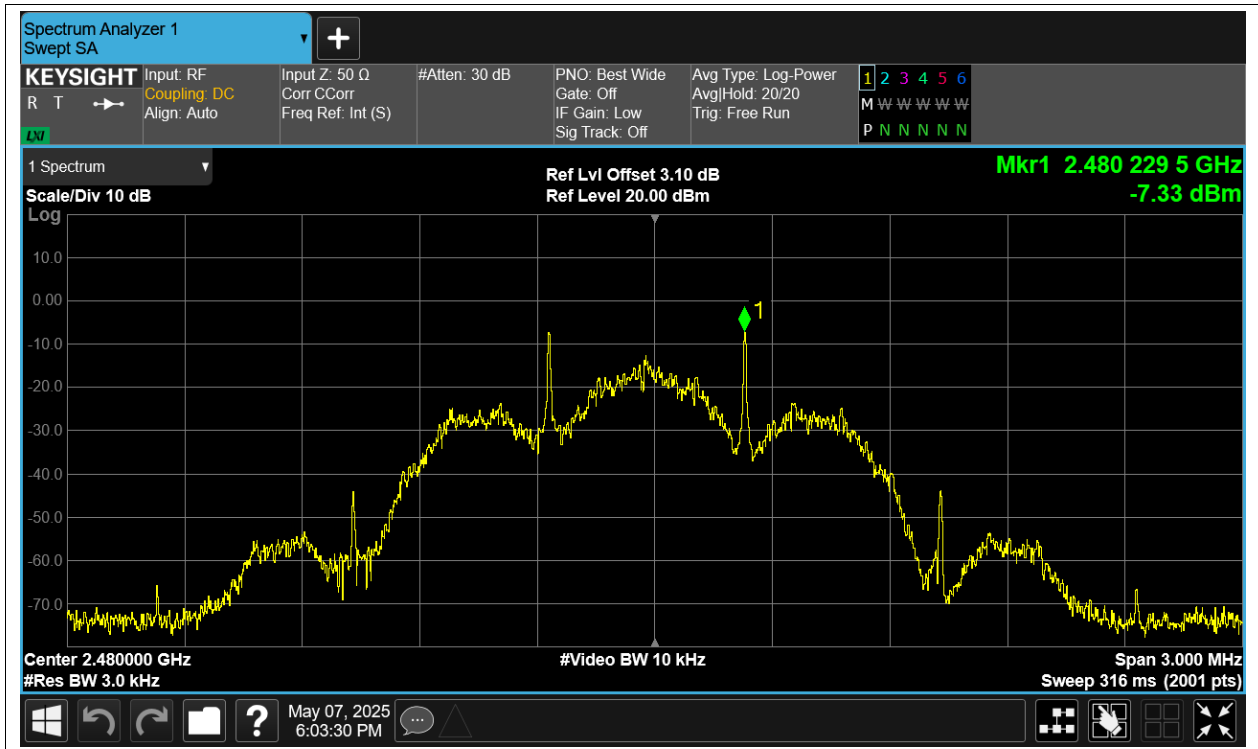 Spectrum Analyzer 1
Swept SA
+
KEYSIGHT
R T
LXI
Input: RF
Coupling: DC
Align: Auto
Input Z: 50 Ω
Corr CCorr
Freq Ref: Int (S)
#Atten: 30 dB
PNO: Best Wide
Gate: Off
IF Gain: Low
Sig Track: Off
Avg Type: Log-Power
Avg|Hold: 20/20
Trig: Free Run
1 2 3 4 5 6
M W W W W W
P N N N N N
1 Spectrum
Scale/Div 10 dB
Log
Ref Lvl Offset 3.10 dB
Ref Level 20.00 dBm
Mkr1 2.480 229 5 GHz
-7.33 dBm
10.0
0.00
-10.0
-20.0
-30.0
-40.0
-50.0
-60.0
-70.0
1
Center 2.480000 GHz
#Res BW 3.0 kHz
#Video BW 10 kHz
Span 3.000 MHz
Sweep 316 ms (2001 pts)
?
May 07, 2025
6:03:30 PM